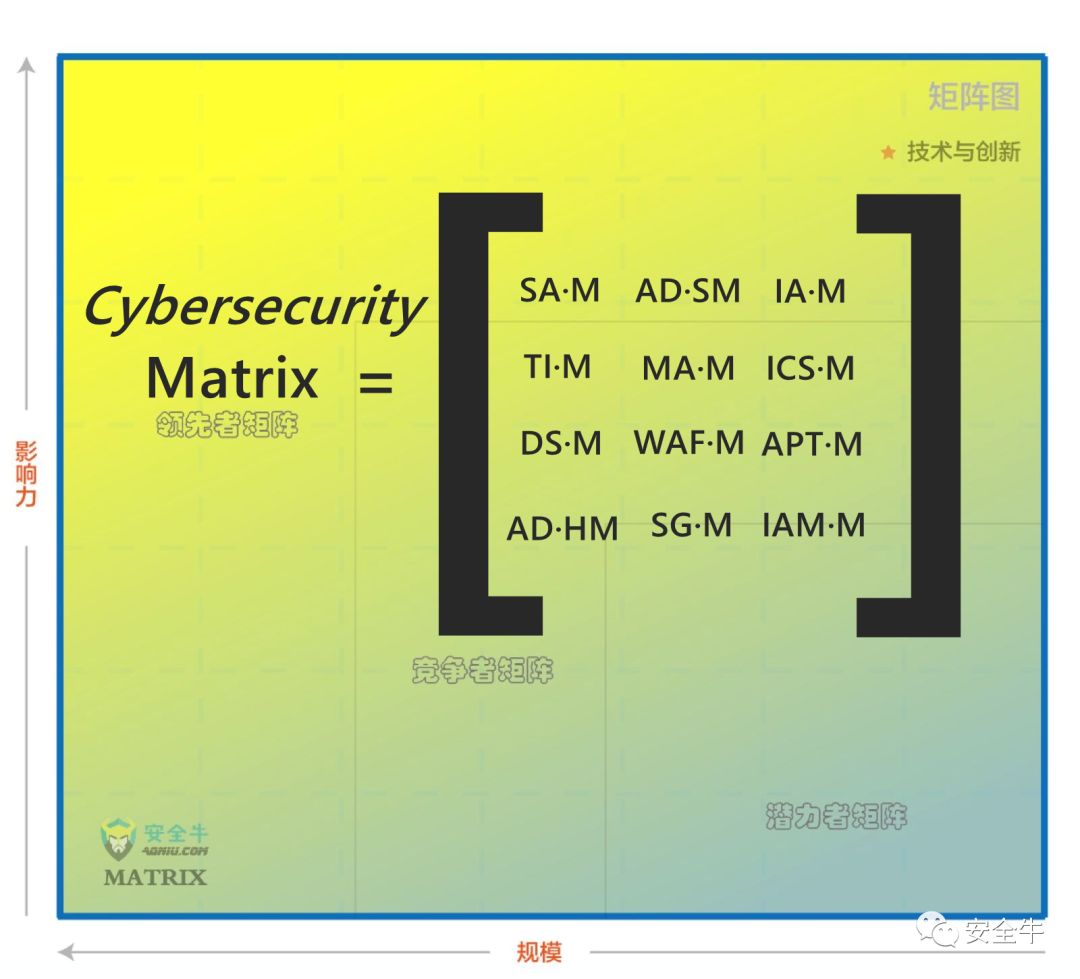 矩阵图
★ 技术与创新
Cybersecurity
Matrix =
SA·M AD·SM IA·M
TI·M MA·M ICS·M
DS·M WAF·M APT·M
AD·HM SG·M IAM·M
领先者矩阵
影响力
竞争者矩阵
潜力者矩阵
安全牛
AQNIU.COM
MATRIX
规模
安全牛